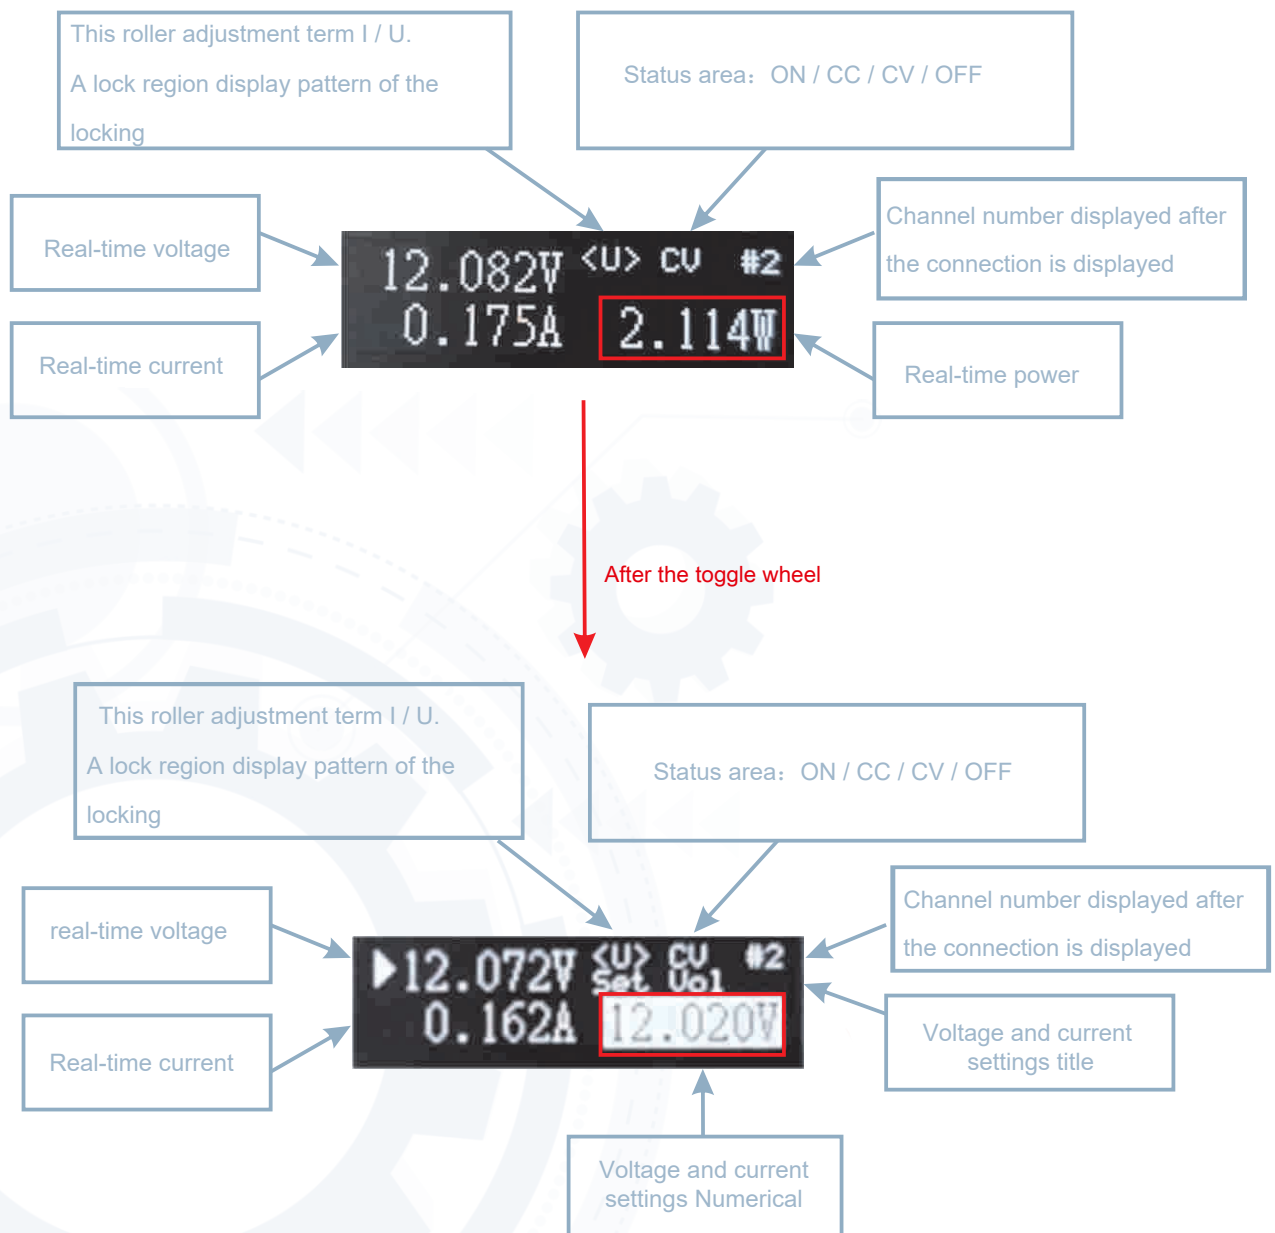 This roller adjustment term I / U.
A lock region display pattern of the
locking
Status area：ON / CC / CV / OFF
Real-time voltage
Channel number displayed after
the connection is displayed
12.082V <U> CV #2
0.175A 2.114W
Real-time current
Real-time power
After the toggle wheel
This roller adjustment term I / U.
A lock region display pattern of the
locking
Status area：ON / CC / CV / OFF
real-time voltage
Channel number displayed after
the connection is displayed
12.072V <U> CV #2
Set Vol
0.162A 12.020V
Real-time current
Voltage and current
settings title
Voltage and current
settings Numerical